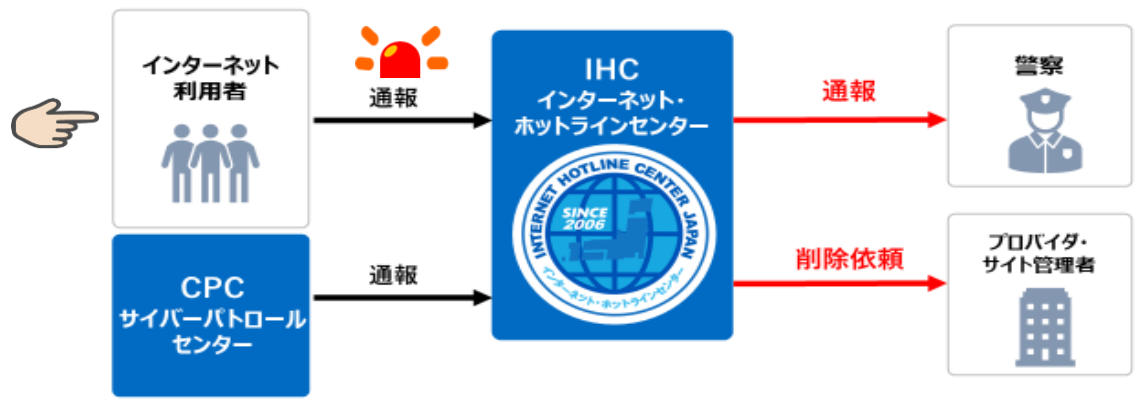 インターネット
利用者
通報
IHC
インターネット・
ホットラインセンター
INTERNET HOTLINE CENTER JAPAN
SINCE
2006
インターネット・ホットラインセンター
通報
警察
CPC
サイバーパトロール
センター
通報
削除依頼
プロバイダ・
サイト管理者